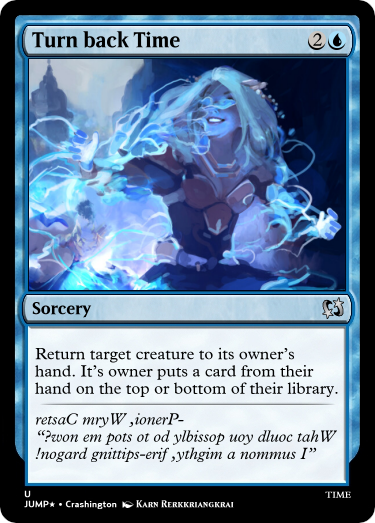 Turn back Time 2
Sorcery
Return target creature to its owner's
hand. It's owner puts a card from their
hand on the top or bottom of their library.
retsaC mryW ,ionerP-
“?won em pots ot od ylbissop uoy dluoc tahW
!nogard gnittips-erif ,ythgim a nommus I”
U
JUMP★ • Crashington Karn Rerkkriangkrai
TIME